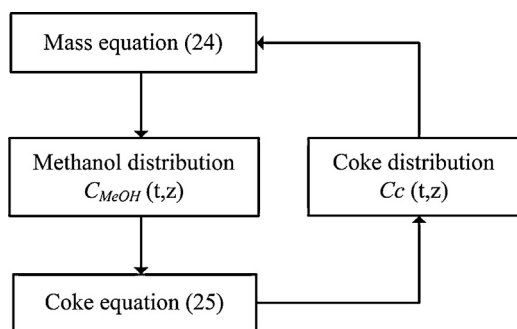 Mass equation (24)
Methanol distribution
C_MeOH (t,z)
Coke distribution
Cc (t,z)
Coke equation (25)